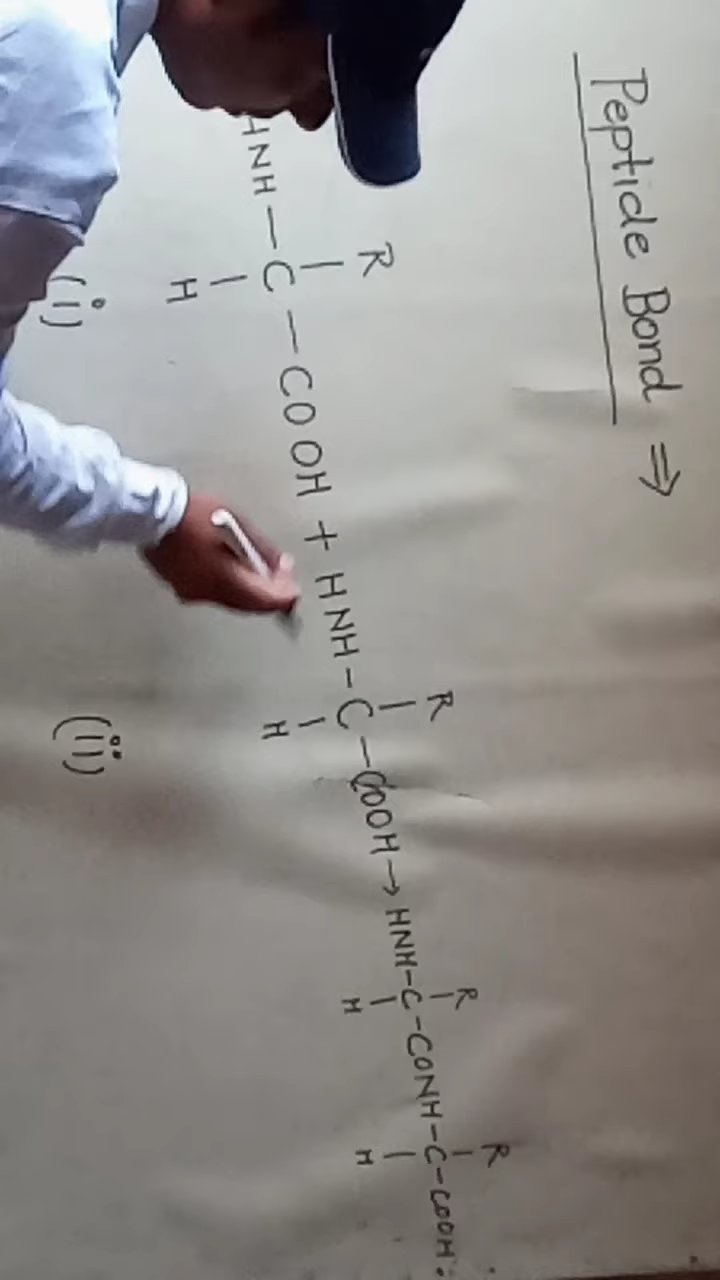 Peptide Bond ⇒
R R R R
HNH — C — COOH + HNH - C - COOH → HNH - C - CONH - C - COOH
H H H H
(i) (ii)